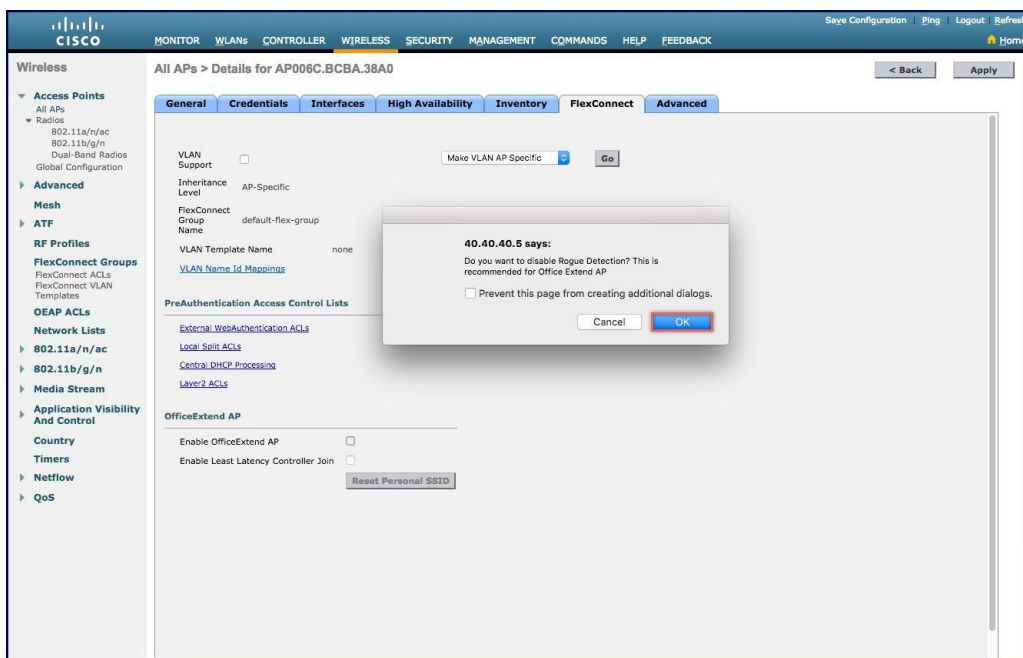 Save Configuration Ping Logout Refresh
CISCO
MONITOR WLANs CONTROLLER WIRELESS SECURITY MANAGEMENT COMMANDS HELP FEEDBACK
Home
Wireless
Access Points
All APs
Radios
802.11a/n/ac
802.11b/g/n
Dual-Band Radios
Global Configuration
Advanced
Mesh
ATF
RF Profiles
FlexConnect Groups
FlexConnect ACLs
FlexConnect VLAN
Templates
OEAP ACLs
Network Lists
802.11a/n/ac
802.11b/g/n
Media Stream
Application Visibility
And Control
Country
Timers
Netflow
QoS
All APs > Details for AP006C.BCBA.38A0
< Back Apply
General Credentials Interfaces High Availability Inventory FlexConnect Advanced
VLAN
Support
Make VLAN AP Specific Go
Inheritance
Level
AP-Specific
FlexConnect
Group
Name
default-flex-group
VLAN Template Name none
VLAN Name Id Mappings
PreAuthentication Access Control Lists
External WebAuthentication ACLs
Local Split ACLs
Central DHCP Processing
Layer2 ACLs
OfficeExtend AP
Enable OfficeExtend AP
Enable Least Latency Controller Join
Reset Personal SSID
40.40.40.5 says:
Do you want to disable Rogue Detection? This is
recommended for Office Extend AP
Prevent this page from creating additional dialogs.
Cancel OK